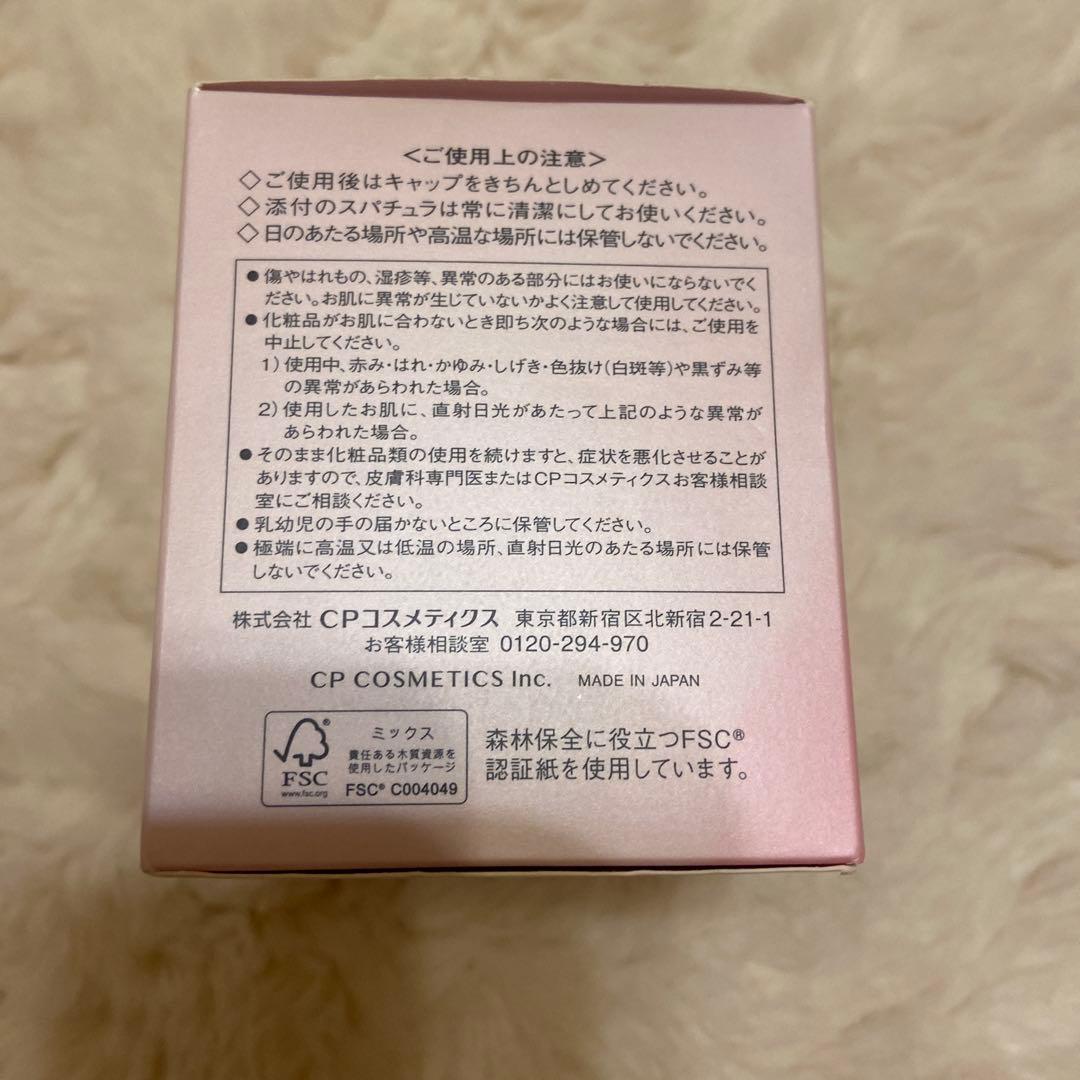 <ご使用上の注意>
◇ご使用後はキャップをきちんとしめてください。
◇添付のスパチュラは常に清潔にしてお使いください。
◇日のあたる場所や高温な場所には保管しないでください。
●傷やはれもの、湿疹等、異常のある部分にはお使いにならないでく
ださい。お肌に異常が生じていないかよく注意して使用してください。
●化粧品がお肌に合わないとき即ち次のような場合には、ご使用を
中止してください。
1)使用中、赤み・はれ・かゆみ・しげき・色抜け(白斑等)や黒ずみ等
の異常があらわれた場合。
2)使用したお肌に、直射日光があたって上記のような異常が
あらわれた場合。
●そのまま化粧品類の使用を続けますと、症状を悪化させることが
ありますので、皮膚科専門医またはCPコスメティクスお客様相談
室にご相談ください。
●乳幼児の手の届かないところに保管してください。
●極端に高温又は低温の場所、直射日光のあたる場所には保管
しないでください。
株式会社 CPコスメティクス 東京都新宿区北新宿2-21-1
お客様相談室 0120-294-970
CP COSMETICS Inc. MADE IN JAPAN
FSC
www.fsc.org
ミックス
責任ある木質資源を
使用したパッケージ
FSC® C004049
森林保全に役立つFSC®
認証紙を使用しています。